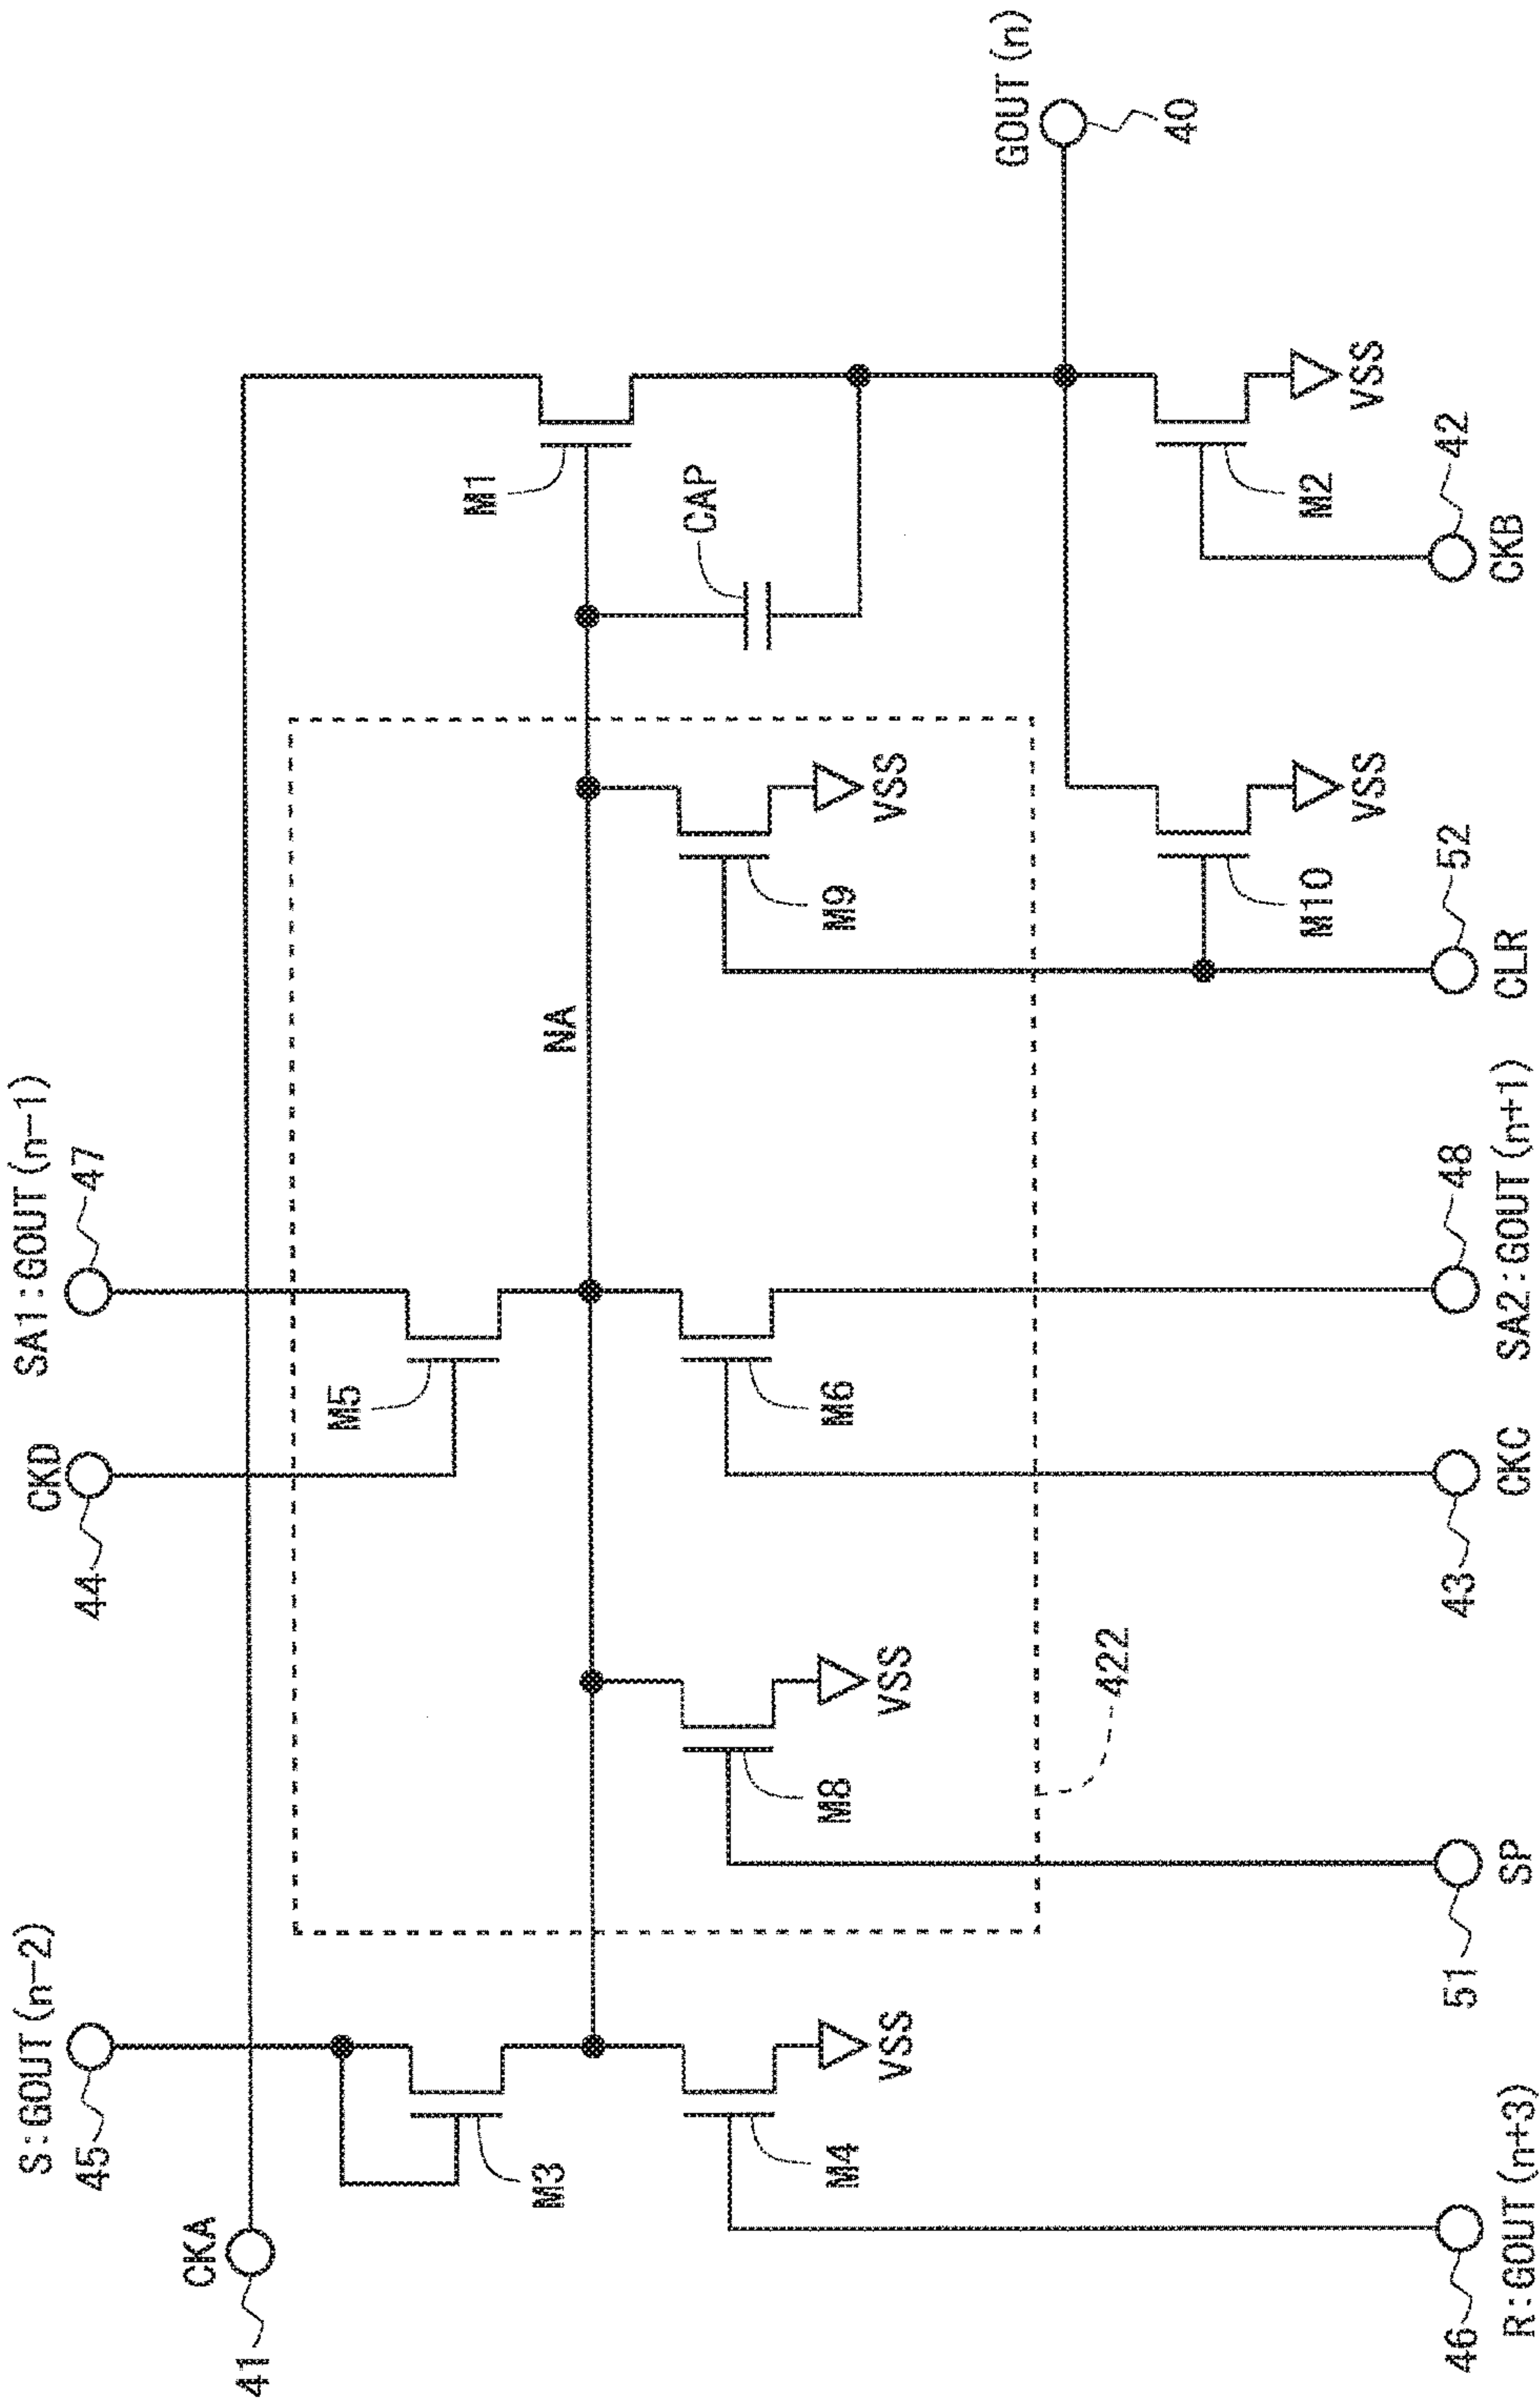 S:GOUT(n-2)
45
CKD
44
SA1:GOUT(n-1)
47
CKA
41
M3
M5
M1
NA
CAP
GOUT(n)
40
M4
VSS
M8
VSS
M6
M9
VSS
422
M10
VSS
M2
VSS
46
R:GOUT(n+3)
51
SP
43
CKC
48
SA2:GOUT(n+1)
52
CLR
42
CKB